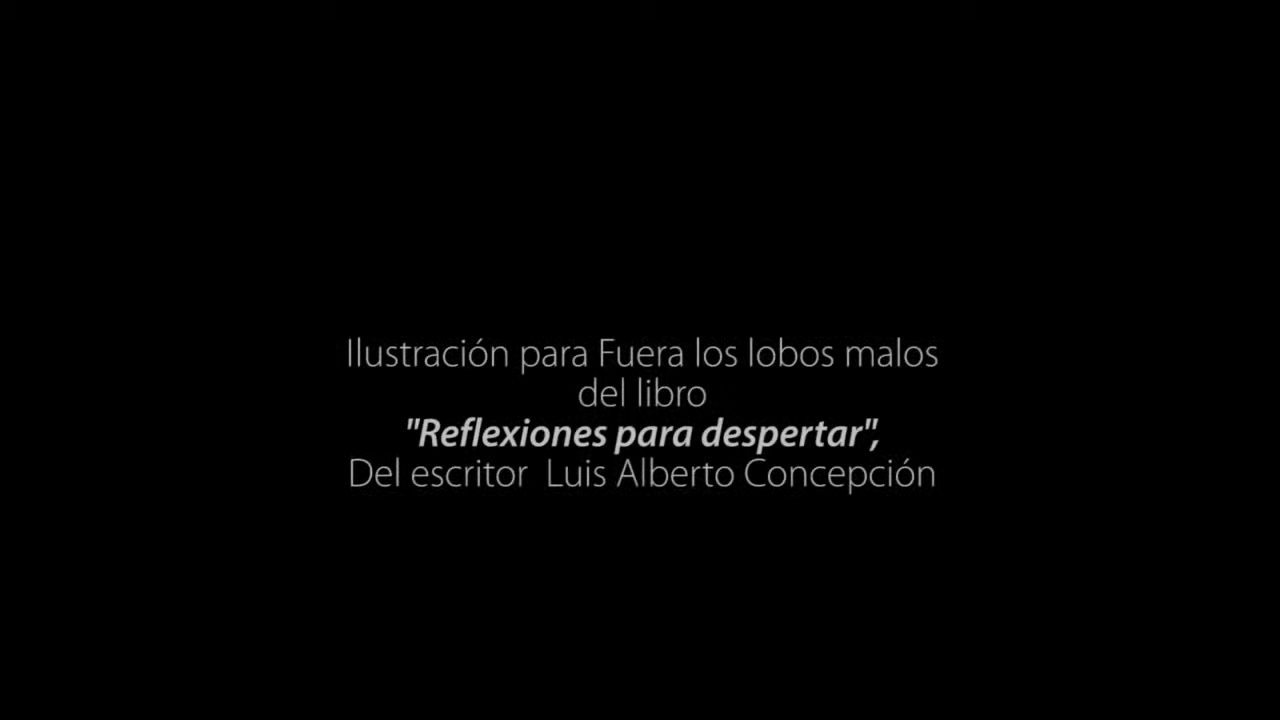 Ilustración para Fuera los lobos malos
del libro
"Reflexiones para despertar",
Del escritor  Luis Alberto Concepción